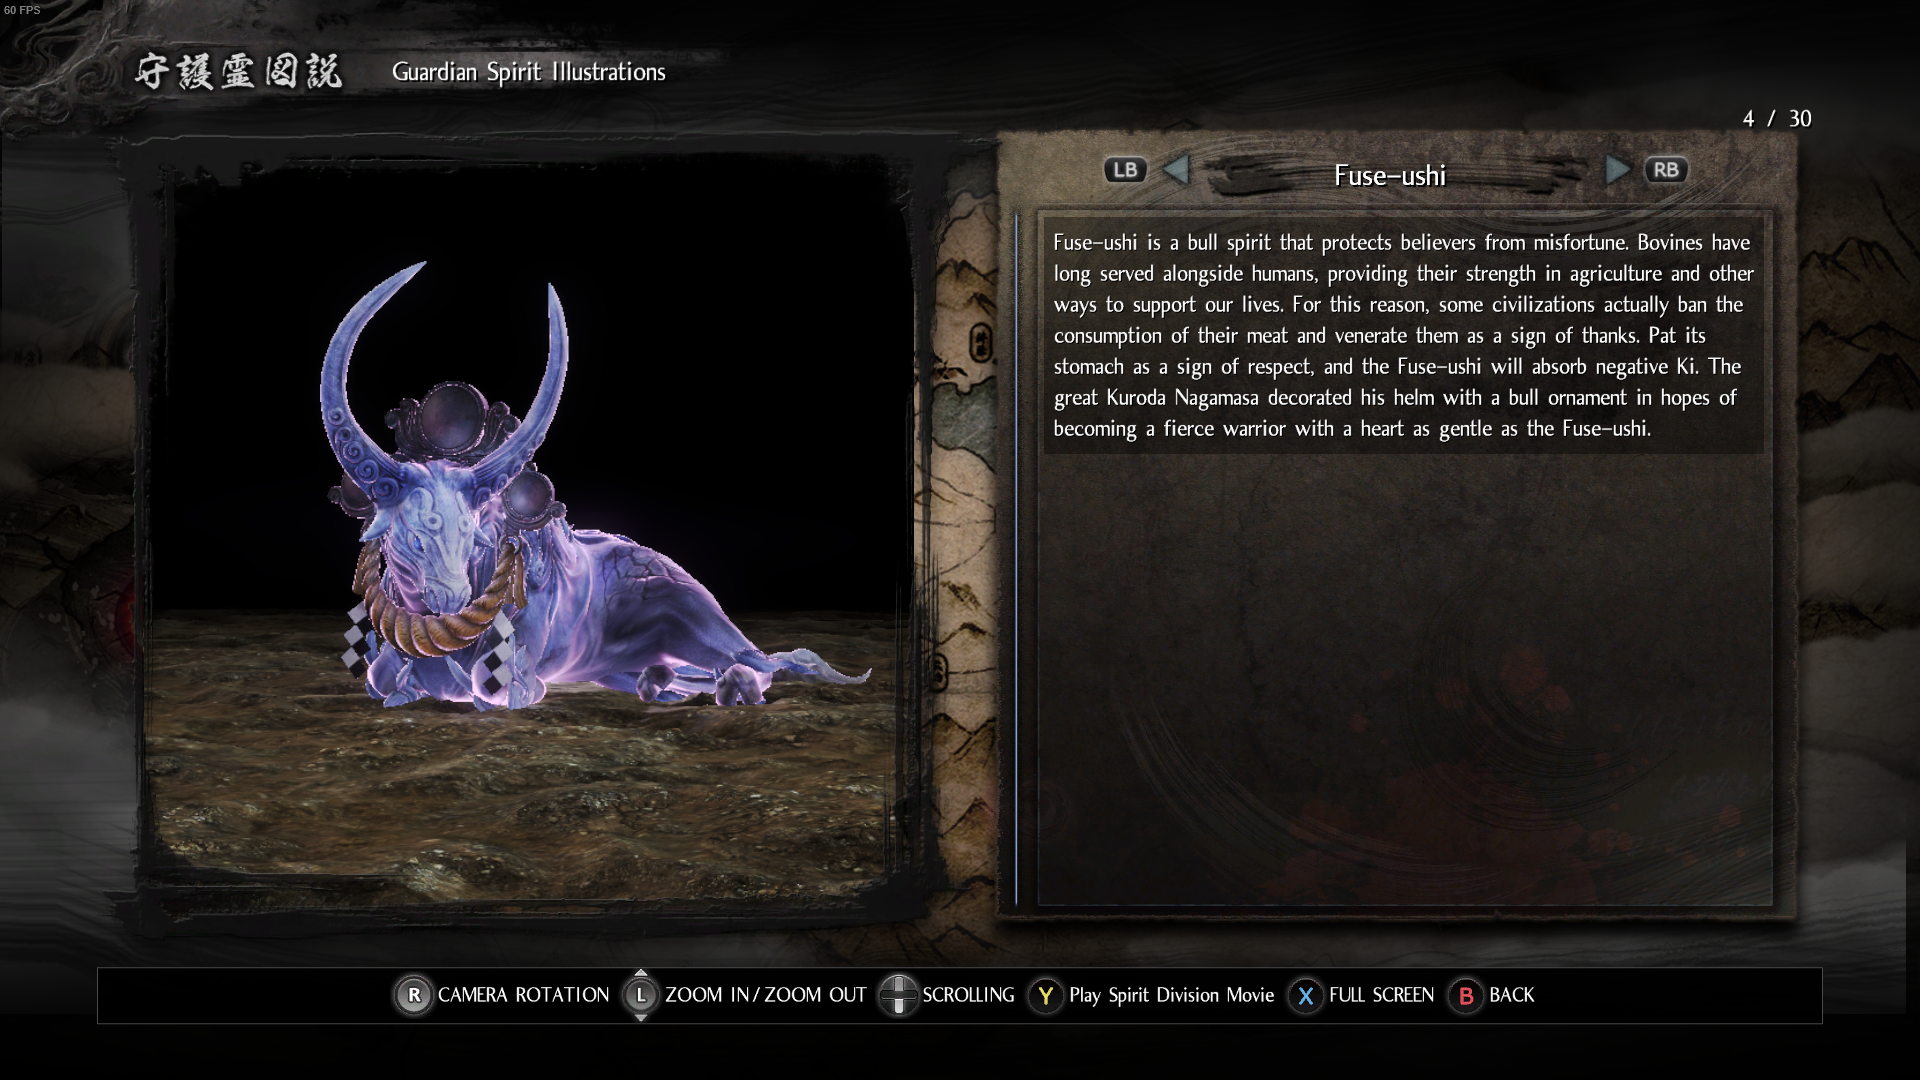 60 FPS
守護霊図説 Guardian Spirit Illustrations
4 / 30
LB Fuse-ushi RB
Fuse-ushi is a bull spirit that protects believers from misfortune. Bovines have
long served alongside humans, providing their strength in agriculture and other
ways to support our lives. For this reason, some civilizations actually ban the
consumption of their meat and venerate them as a sign of thanks. Pat its
stomach as a sign of respect, and the Fuse-ushi will absorb negative Ki. The
great Kuroda Nagamasa decorated his helm with a bull ornament in hopes of
becoming a fierce warrior with a heart as gentle as the Fuse-ushi.
R CAMERA ROTATION L ZOOM IN/ZOOM OUT SCROLLING Y Play Spirit Division Movie X FULL SCREEN B BACK